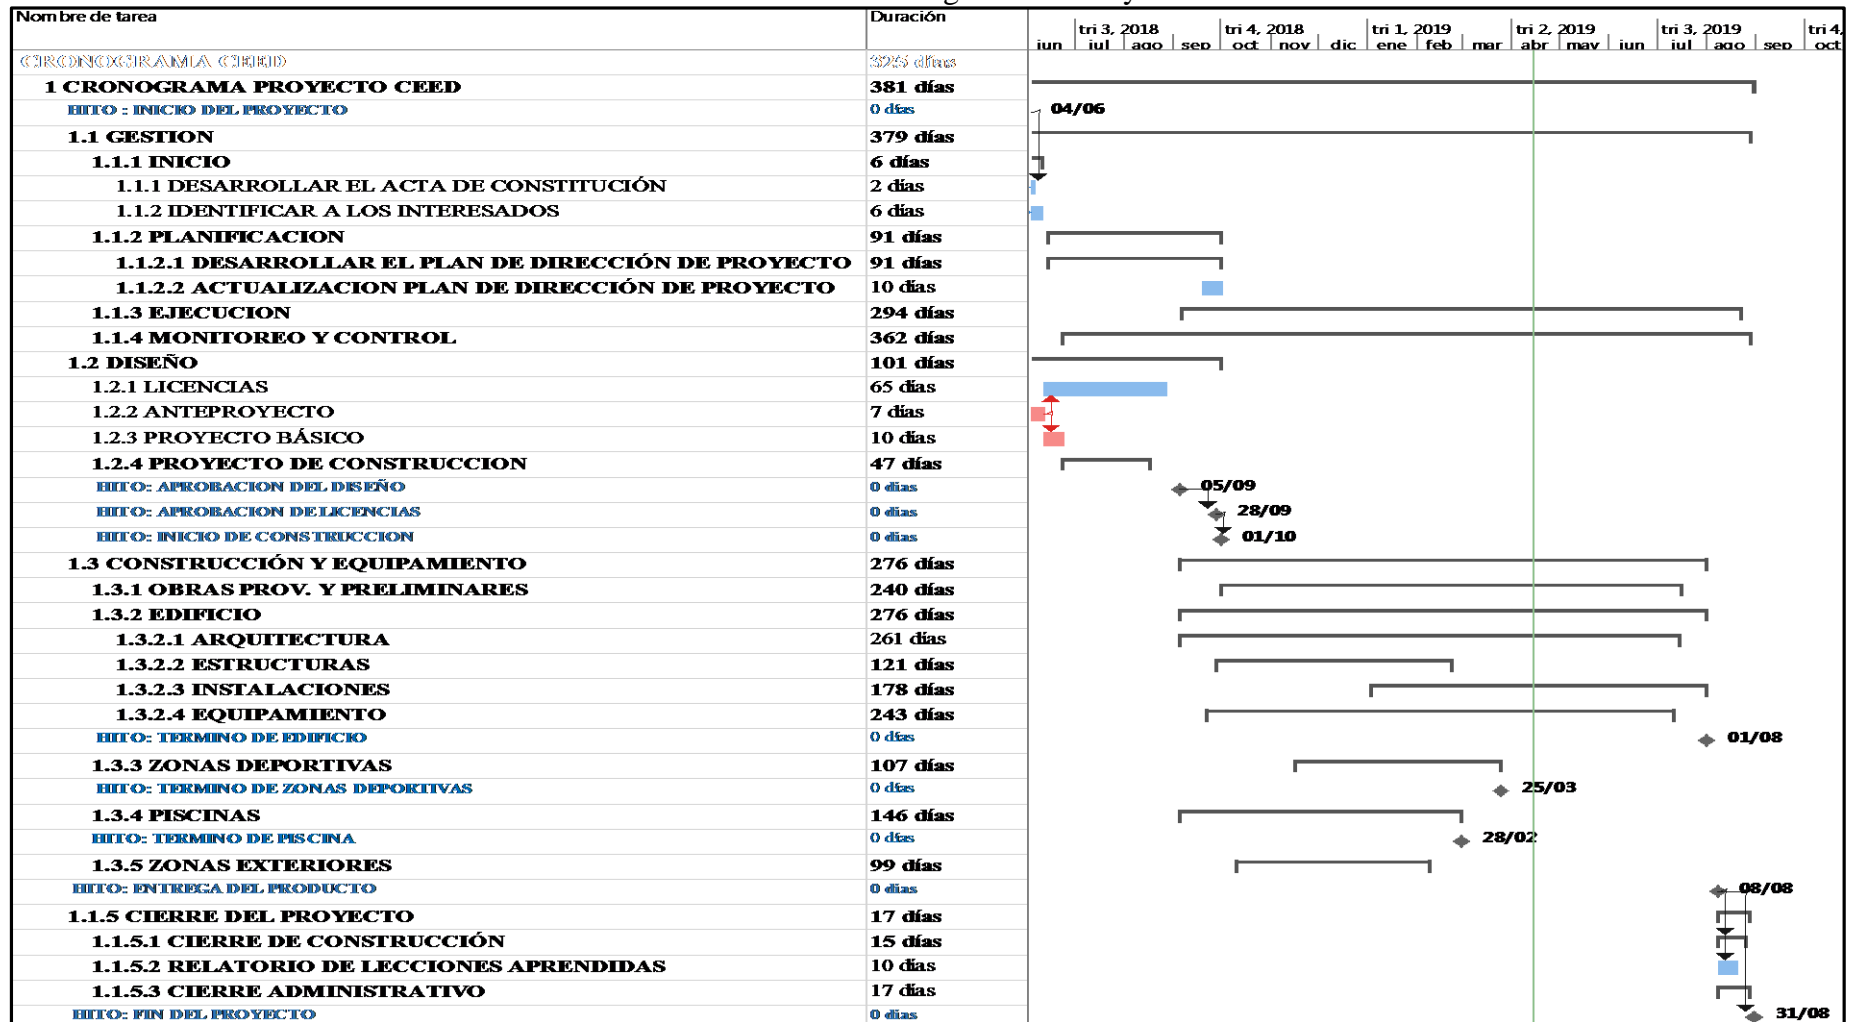 Nombre de tarea Duración
tri 3, 2018 tri 4, 2018 tri 1, 2019 tri 2, 2019 tri 3, 2019 tri 4,
jun jul ago sep oct nov dic ene feb mar abr may jun jul ago sep oct
CRONOGRAMA CEED 325 días
1 CRONOGRAMA PROYECTO CEED 381 días
HITO : INICIO DEL PROYECTO 0 días 04/06
1.1 GESTION 379 días
1.1.1 INICIO 6 días
1.1.1 DESARROLLAR EL ACTA DE CONSTITUCIÓN 2 días
1.1.2 IDENTIFICAR A LOS INTERESADOS 6 días
1.1.2 PLANIFICACION 91 días
1.1.2.1 DESARROLLAR EL PLAN DE DIRECCIÓN DE PROYECTO 91 días
1.1.2.2 ACTUALIZACION PLAN DE DIRECCIÓN DE PROYECTO 10 días
1.1.3 EJECUCION 294 días
1.1.4 MONITOREO Y CONTROL 362 días
1.2 DISEÑO 101 días
1.2.1 LICENCIAS 65 días
1.2.2 ANTEPROYECTO 7 días
1.2.3 PROYECTO BÁSICO 10 días
1.2.4 PROYECTO DE CONSTRUCCION 47 días
HITO: APROBACION DEL DISEÑO 0 días 05/09
HITO: APROBACION DE LICENCIAS 0 días 28/09
HITO: INICIO DE CONSTRUCCION 0 días 01/10
1.3 CONSTRUCCIÓN Y EQUIPAMIENTO 276 días
1.3.1 OBRAS PROV. Y PRELIMINARES 240 días
1.3.2 EDIFICIO 276 días
1.3.2.1 ARQUITECTURA 261 días
1.3.2.2 ESTRUCTURAS 121 días
1.3.2.3 INSTALACIONES 178 días
1.3.2.4 EQUIPAMIENTO 243 días
HITO: TERMINO DE EDIFICIO 0 días 01/08
1.3.3 ZONAS DEPORTIVAS 107 días
HITO: TERMINO DE ZONAS DEPORTIVAS 0 días 25/03
1.3.4 PISCINAS 146 días
HITO: TERMINO DE PISCINA 0 días 28/02
1.3.5 ZONAS EXTERIORES 99 días
HITO: ENTREGA DEL PRODUCTO 0 días 08/08
1.1.5 CIERRE DEL PROYECTO 17 días
1.1.5.1 CIERRE DE CONSTRUCCIÓN 15 días
1.1.5.2 RELATORIO DE LECCIONES APRENDIDAS 10 días
1.1.5.3 CIERRE ADMINISTRATIVO 17 días
HITO: FIN DEL PROYECTO 0 días 31/08